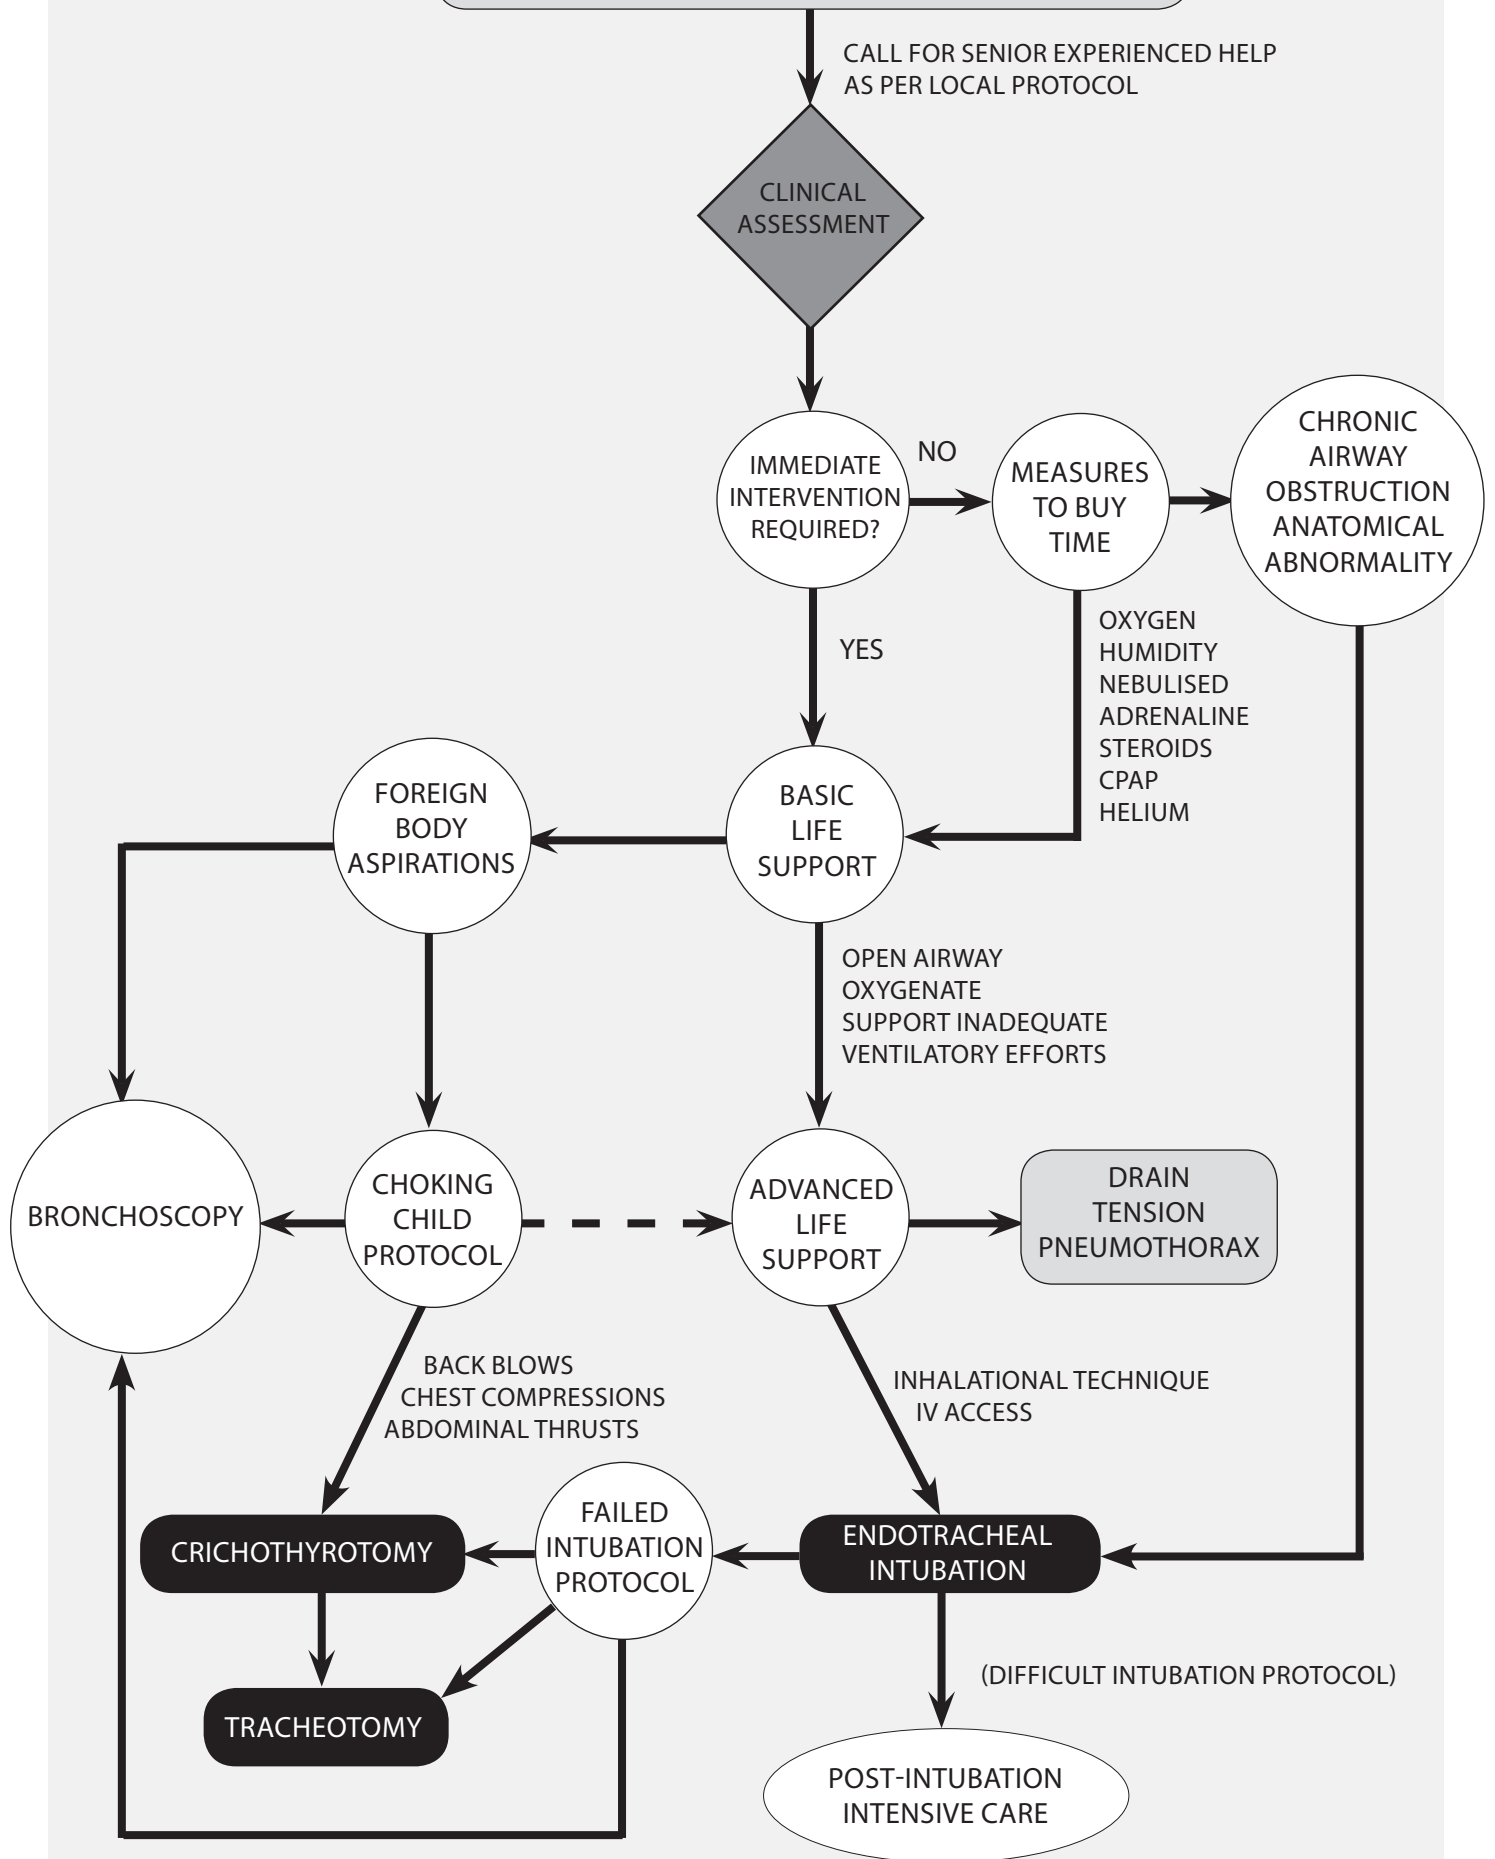 CALL FOR SENIOR EXPERIENCED HELP
AS PER LOCAL PROTOCOL
CLINICAL
ASSESSMENT
IMMEDIATE
INTERVENTION
REQUIRED?
NO
MEASURES
TO BUY
TIME
CHRONIC
AIRWAY
OBSTRUCTION
ANATOMICAL
ABNORMALITY
YES
OXYGEN
HUMIDITY
NEBULISED
ADRENALINE
STEROIDS
CPAP
HELIUM
FOREIGN
BODY
ASPIRATIONS
BASIC
LIFE
SUPPORT
OPEN AIRWAY
OXYGENATE
SUPPORT INADEQUATE
VENTILATORY EFFORTS
BRONCHOSCOPY
CHOKING
CHILD
PROTOCOL
ADVANCED
LIFE
SUPPORT
DRAIN
TENSION
PNEUMOTHORAX
BACK BLOWS
CHEST COMPRESSIONS
ABDOMINAL THRUSTS
INHALATIONAL TECHNIQUE
IV ACCESS
CRICHOTHYROTOMY
FAILED
INTUBATION
PROTOCOL
ENDOTRACHEAL
INTUBATION
TRACHEOTOMY
(DIFFICULT INTUBATION PROTOCOL)
POST-INTUBATION
INTENSIVE CARE